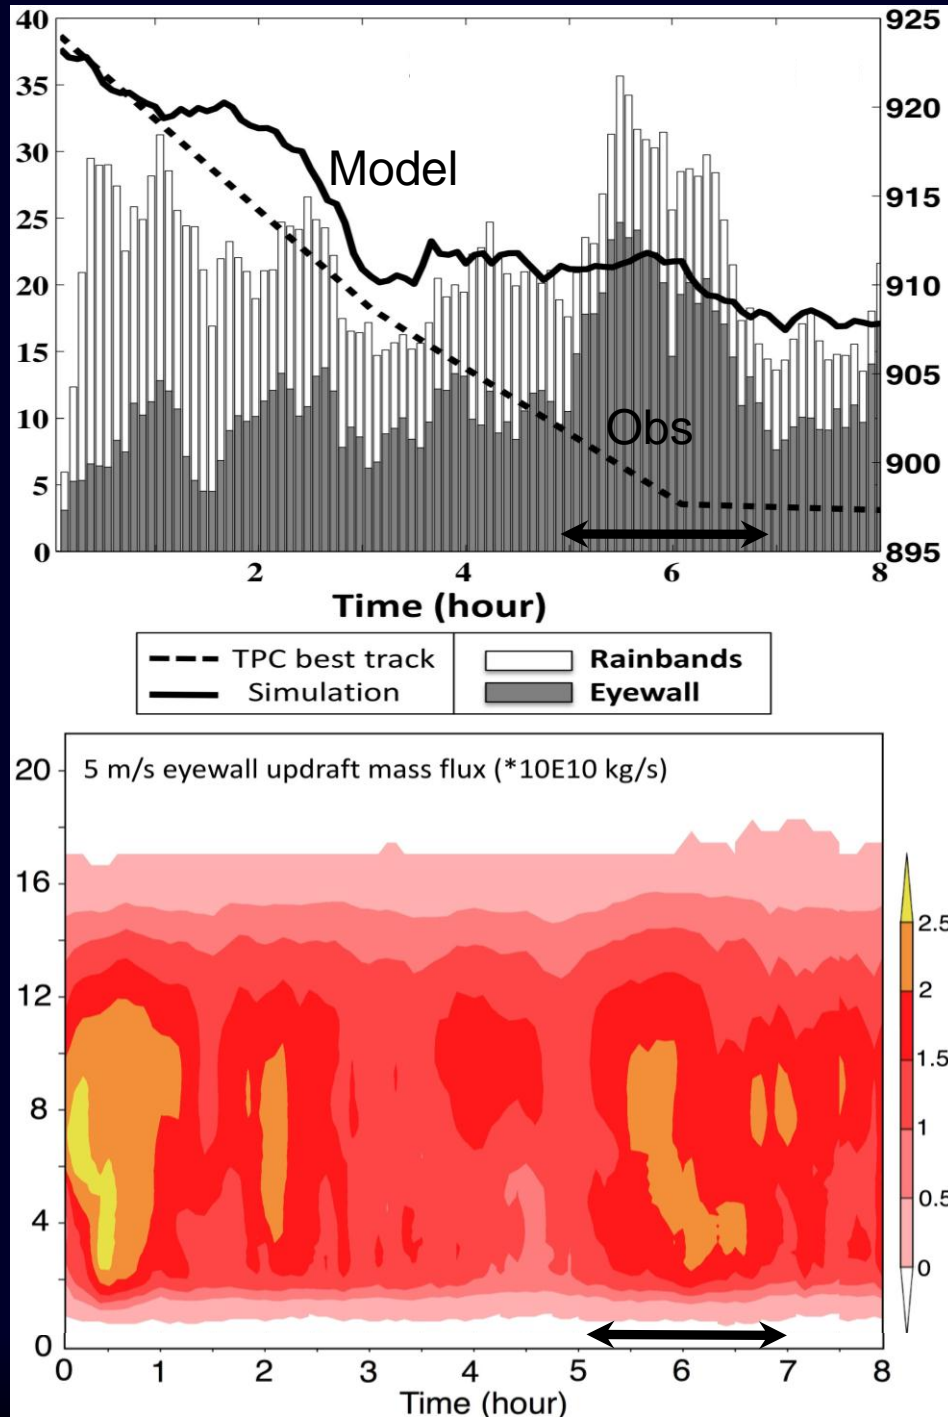 40
35
30
25
20
15
10
5
0
925
920
915
910
905
900
895
Model
Obs
2 4 6 8
Time (hour)
TPC best track
Simulation
Rainbands
Eyewall
5 m/s eyewall updraft mass flux (*10E10 kg/s)
20
16
12
8
4
0
2.5
2
1.5
1
0.5
0
0 1 2 3 4 5 6 7 8
Time (hour)